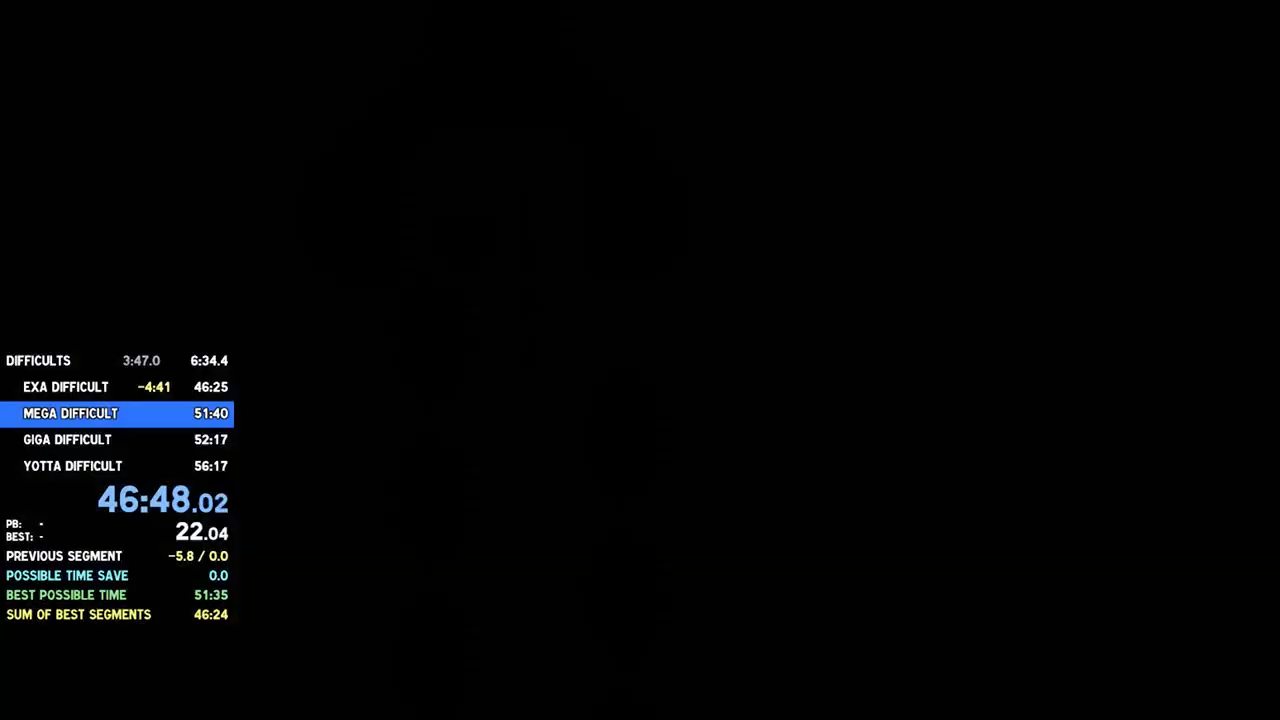 DIFFICULTS 3:47.0 6:34.4
EXA DIFFICULT -4:41 46:25
MEGA DIFFICULT 51:40
GIGA DIFFICULT 52:17
YOTTA DIFFICULT 56:17
46:48.02
PB: - 22.04
BEST: -
PREVIOUS SEGMENT -5.8 / 0.0
POSSIBLE TIME SAVE 0.0
BEST POSSIBLE TIME 51:35
SUM OF BEST SEGMENTS 46:24